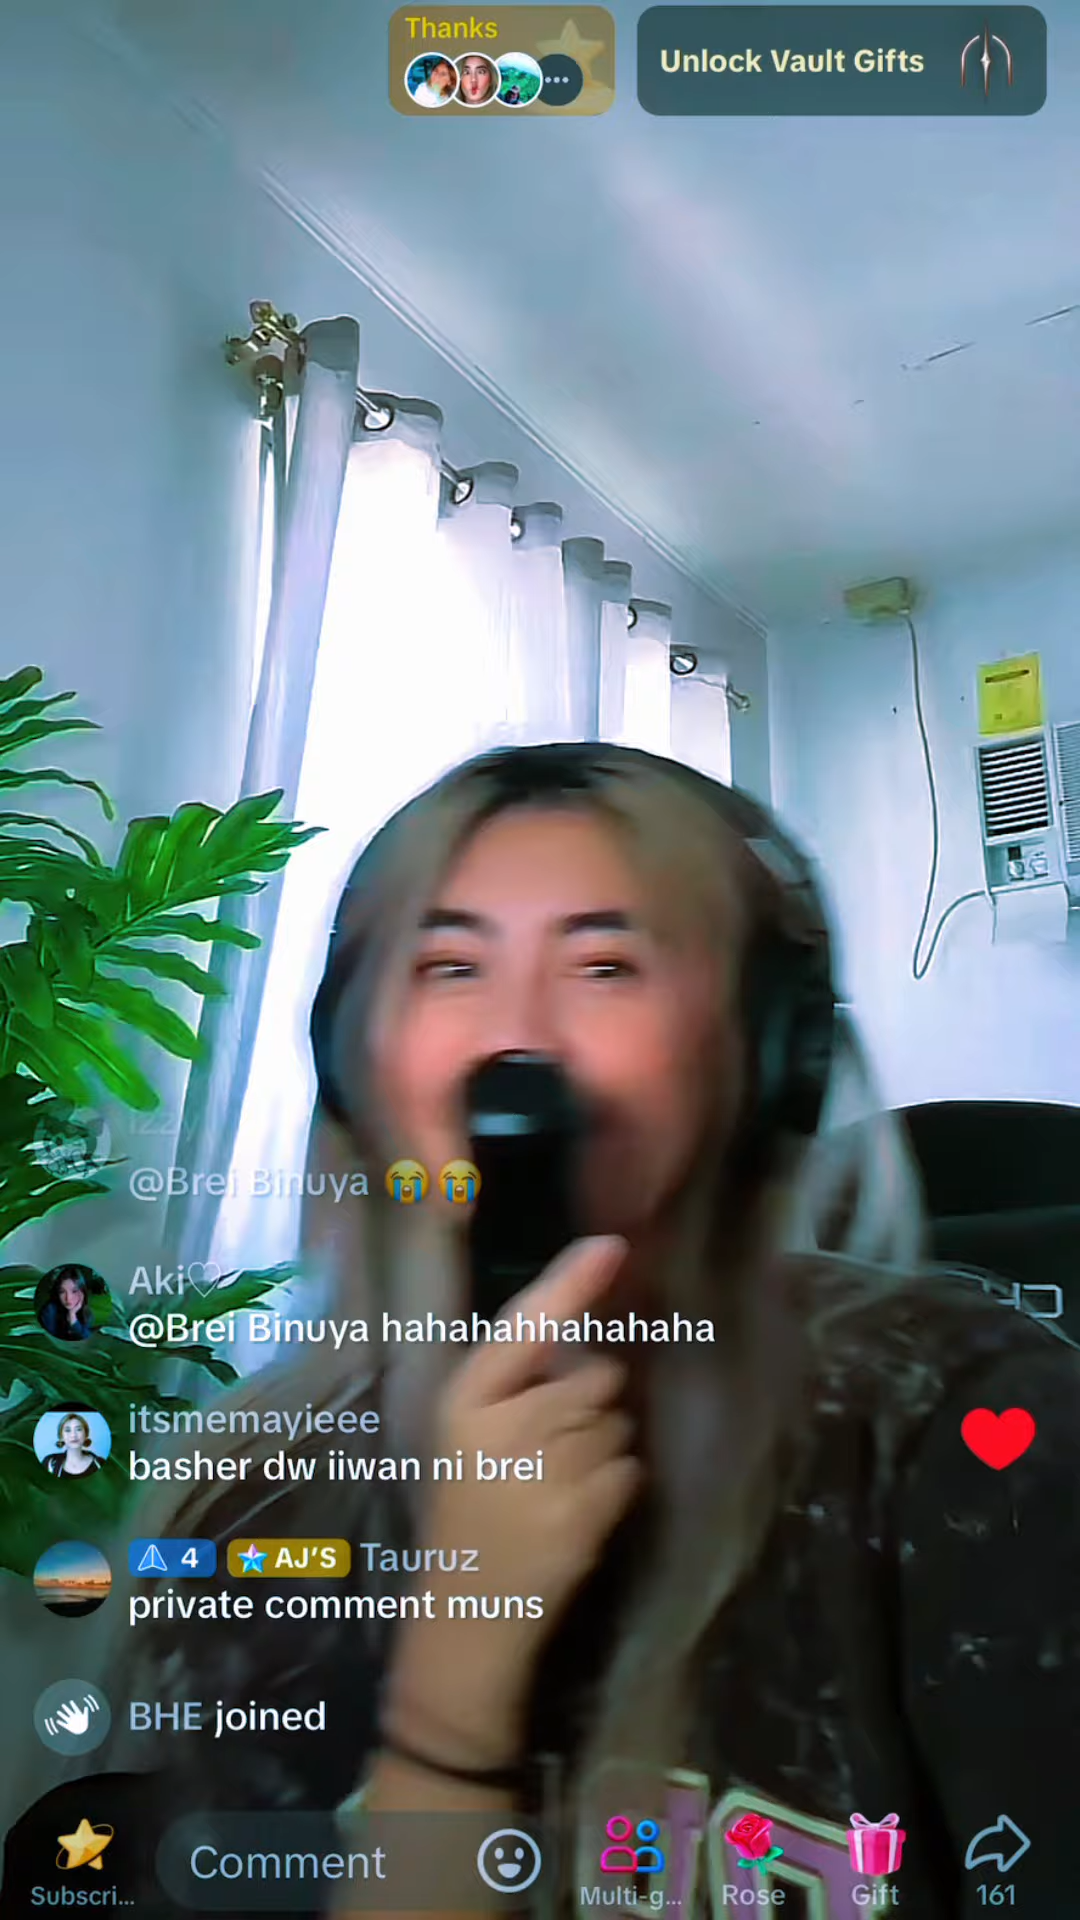 Thanks
Unlock Vault Gifts
izzy
@Brei Binuya 😭😭
Aki♡
@Brei Binuya hahahahhahahaha
itsmemayieee
basher dw iiwan ni brei
4 AJ'S Tauruz
private comment muns
BHE joined
Subscri...
Comment
Multi-g...
Rose
Gift
161